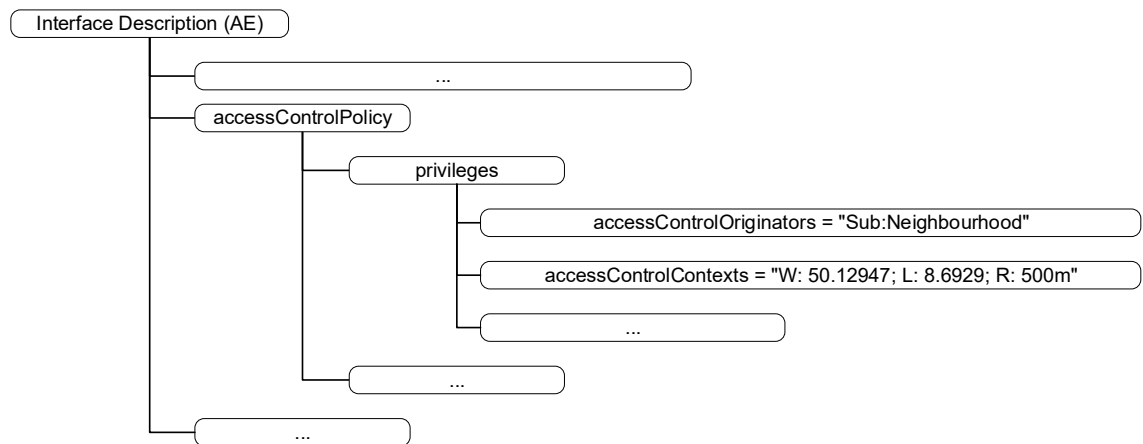 Interface Description (AE)
...
accessControlPolicy
privileges
accessControlOriginators = "Sub:Neighbourhood"
accessControlContexts = "W: 50.12947; L: 8.6929; R: 500m"
...
...
...